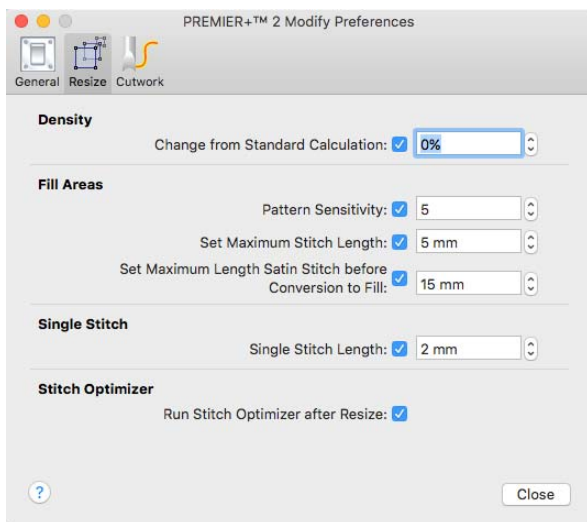 PREMIER+™ 2 Modify Preferences
General Resize Cutwork
Density
Change from Standard Calculation: 0%
Fill Areas
Pattern Sensitivity: 5
Set Maximum Stitch Length: 5 mm
Set Maximum Length Satin Stitch before
Conversion to Fill: 15 mm
Single Stitch
Single Stitch Length: 2 mm
Stitch Optimizer
Run Stitch Optimizer after Resize:
? Close